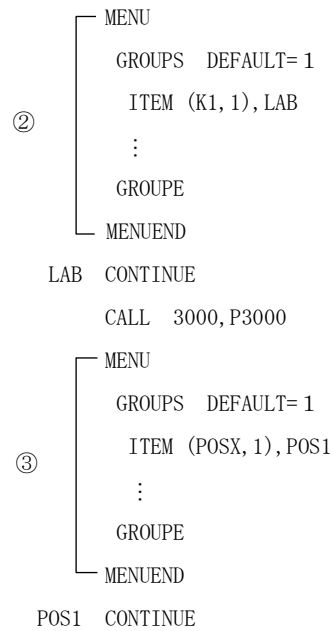 MENU
GROUPS DEFAULT=1
ITEM (K1,1),LAB
②
⋮
GROUPE
MENUEND
LAB CONTINUE
CALL 3000,P3000
MENU
GROUPS DEFAULT=1
ITEM (POSX,1),POS1
③
⋮
GROUPE
MENUEND
POS1 CONTINUE